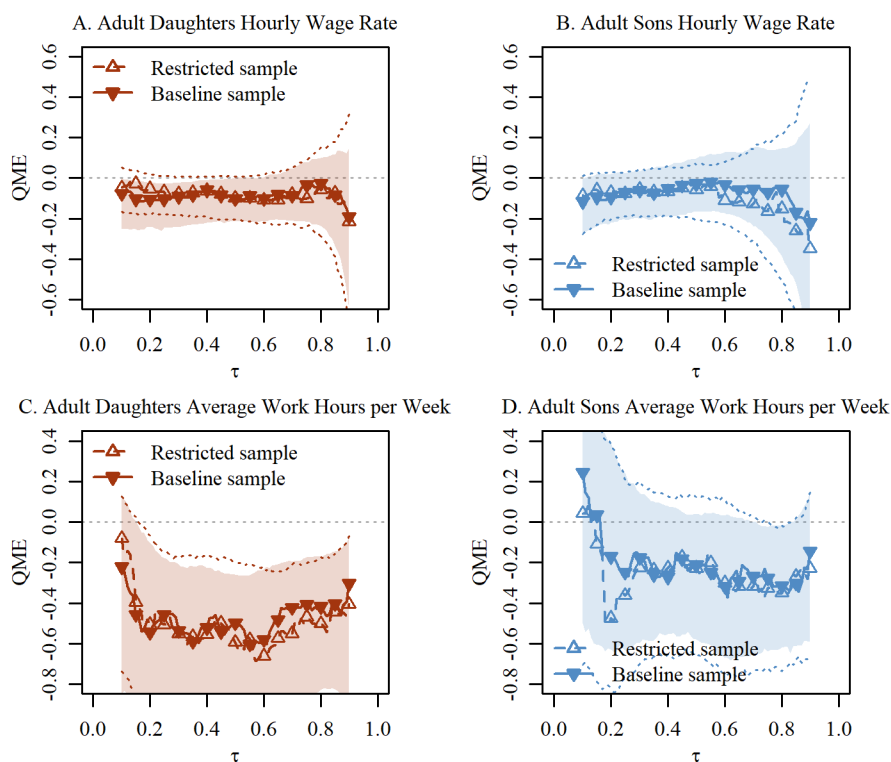 A. Adult Daughters Hourly Wage Rate
QME
0.6
0.4
0.2
0.0
-0.2
-0.4
-0.6
Restricted sample
Baseline sample
0.0 0.2 0.4 0.6 0.8 1.0
τ
B. Adult Sons Hourly Wage Rate
QME
0.6
0.4
0.2
0.0
-0.2
-0.4
-0.6
Restricted sample
Baseline sample
0.0 0.2 0.4 0.6 0.8 1.0
τ
C. Adult Daughters Average Work Hours per Week
QME
0.4
0.2
0.0
-0.2
-0.4
-0.6
-0.8
Restricted sample
Baseline sample
0.0 0.2 0.4 0.6 0.8 1.0
τ
D. Adult Sons Average Work Hours per Week
QME
0.4
0.2
0.0
-0.2
-0.4
-0.6
-0.8
Restricted sample
Baseline sample
0.0 0.2 0.4 0.6 0.8 1.0
τ